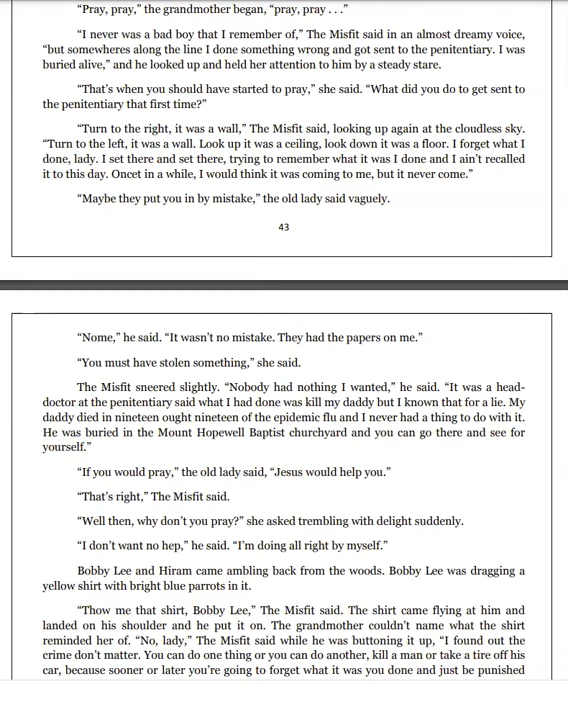 “Pray, pray,” the grandmother began, “pray, pray . . .”
“I never was a bad boy that I remember of,” The Misfit said in an almost dreamy voice,
“but somewheres along the line I done something wrong and got sent to the penitentiary. I was
buried alive,” and he looked up and held her attention to him by a steady stare.
“That’s when you should have started to pray,” she said. “What did you do to get sent to
the penitentiary that first time?”
“Turn to the right, it was a wall,” The Misfit said, looking up again at the cloudless sky.
“Turn to the left, it was a wall. Look up it was a ceiling, look down it was a floor. I forget what I
done, lady. I set there and set there, trying to remember what it was I done and I ain’t recalled
it to this day. Oncet in a while, I would think it was coming to me, but it never come.”
“Maybe they put you in by mistake,” the old lady said vaguely.
43
“Nome,” he said. “It wasn’t no mistake. They had the papers on me.”
“You must have stolen something,” she said.
The Misfit sneered slightly. “Nobody had nothing I wanted,” he said. “It was a head-
doctor at the penitentiary said what I had done was kill my daddy but I known that for a lie. My
daddy died in nineteen ought nineteen of the epidemic flu and I never had a thing to do with it.
He was buried in the Mount Hopewell Baptist churchyard and you can go there and see for
yourself.”
“If you would pray,” the old lady said, “Jesus would help you.”
“That’s right,” The Misfit said.
“Well then, why don’t you pray?” she asked trembling with delight suddenly.
“I don’t want no hep,” he said. “I’m doing all right by myself.”
Bobby Lee and Hiram came ambling back from the woods. Bobby Lee was dragging a
yellow shirt with bright blue parrots in it.
“Thow me that shirt, Bobby Lee,” The Misfit said. The shirt came flying at him and
landed on his shoulder and he put it on. The grandmother couldn’t name what the shirt
reminded her of. “No, lady,” The Misfit said while he was buttoning it up, “I found out the
crime don’t matter. You can do one thing or you can do another, kill a man or take a tire off his
car, because sooner or later you’re going to forget what it was you done and just be punished